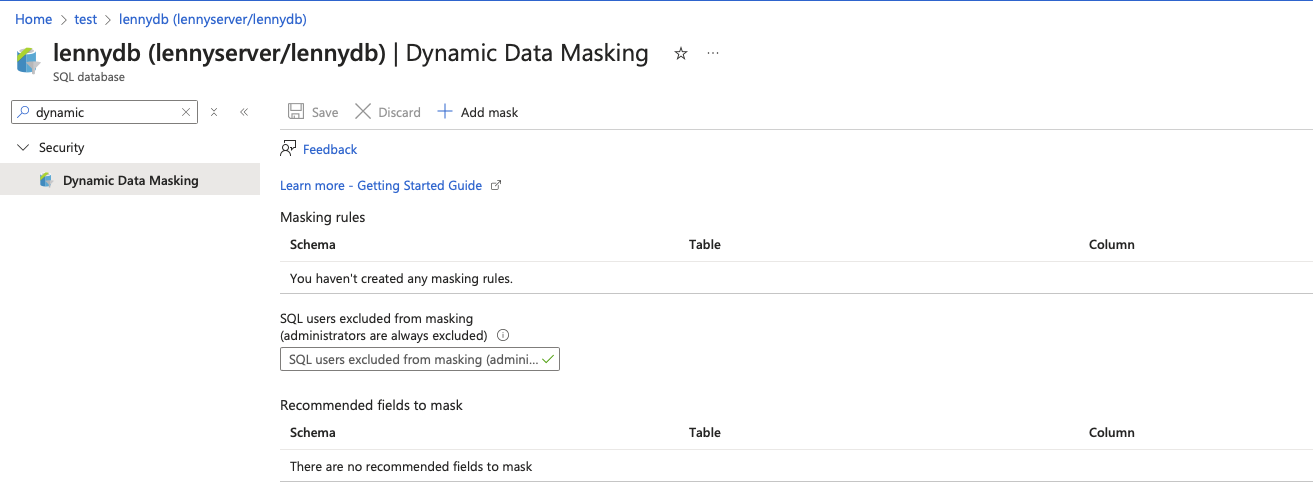 Home > test > lennydb (lennyserver/lennydb)
lennydb (lennyserver/lennydb) | Dynamic Data Masking
SQL database
dynamic
Save Discard Add mask
Security
Dynamic Data Masking
Feedback
Learn more - Getting Started Guide
Masking rules
Schema Table Column
You haven't created any masking rules.
SQL users excluded from masking
(administrators are always excluded)
SQL users excluded from masking (admini...
Recommended fields to mask
Schema Table Column
There are no recommended fields to mask